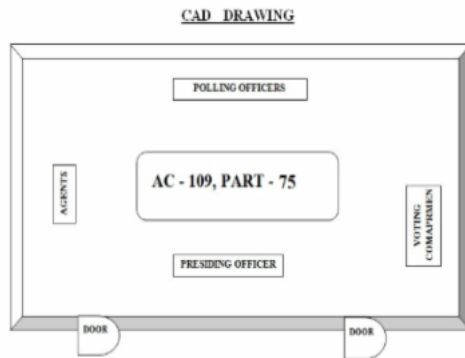 CAD DRAWING
POLLING OFFICERS
AC - 109, PART - 75
AGENTS
VOTING
COMAPRMEN
PRESIDING OFFICER
DOOR
DOOR